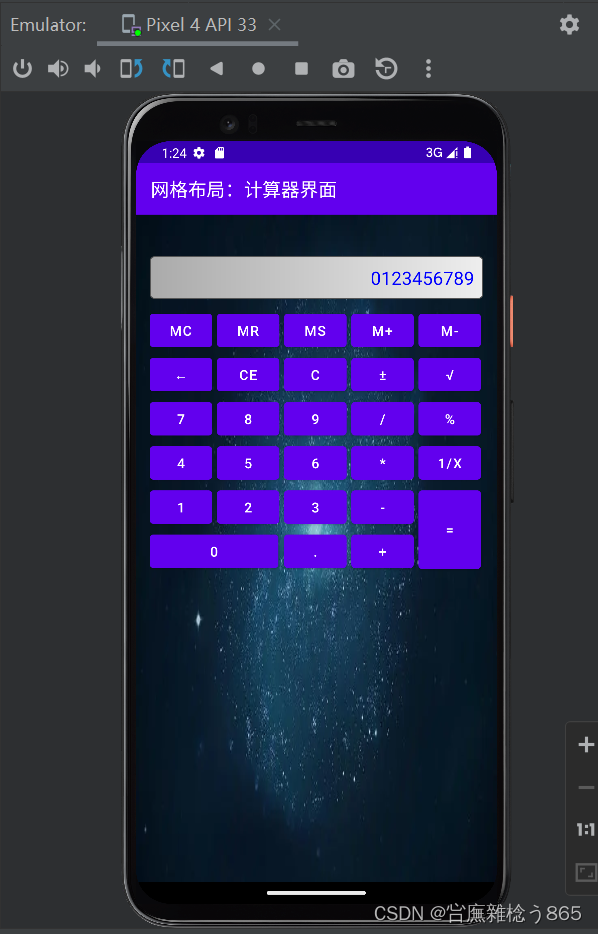 Emulator: Pixel 4 API 33
1:24 3G
网格布局：计算器界面
0123456789
MC MR MS M+ M-
← CE C ± √
7 8 9 / %
4 5 6 * 1/X
1 2 3 -
=
0 . +
1:1
CSDN @甾廡雜棯う865